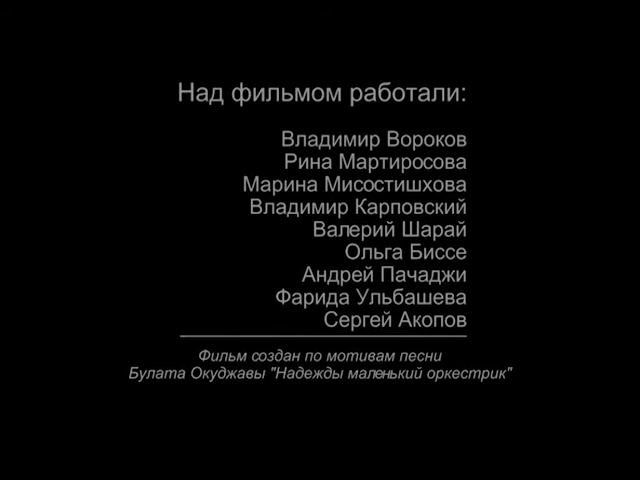 Над фильмом работали:
Владимир Вороков
Рина Мартиросова
Марина Мисостишхова
Владимир Карповский
Валерий Шарай
Ольга Биссе
Андрей Пачаджи
Фарида Ульбашева
Сергей Акопов
Фильм создан по мотивам песни
Булата Окуджавы "Надежды маленький оркестрик"